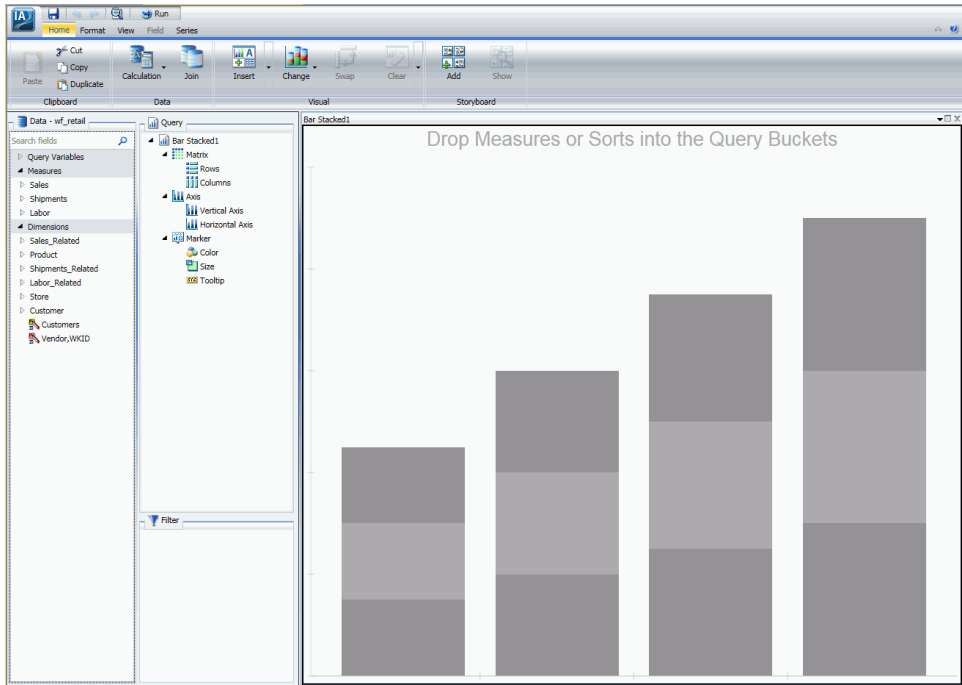 IA
Run
Home Format View Field Series
Paste
Cut
Copy
Duplicate
Calculation
Join
Insert
Change
Swap
Clear
Add
Show
Clipboard
Data
Visual
Storyboard
Data - wf_retail
Search fields
Query Variables
Measures
Sales
Shipments
Labor
Dimensions
Sales_Related
Product
Shipments_Related
Labor_Related
Store
Customer
Customers
Vendor,WKID
Query
Bar Stacked1
Matrix
Rows
Columns
Axis
Vertical Axis
Horizontal Axis
Marker
Color
Size
Tooltip
Filter
Bar Stacked1
Drop Measures or Sorts into the Query Buckets